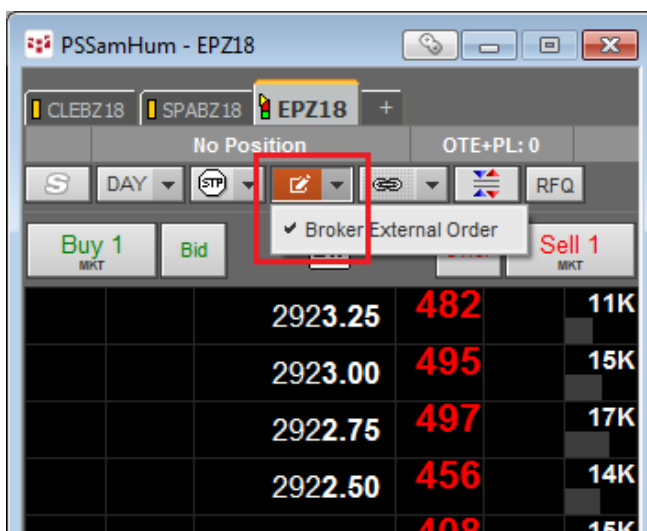 PSSamHum - EPZ18
CLEBZ18 SPABZ18 EPZ18 +
No Position OTE+PL: 0
S DAY STP RFQ
Broker External Order
Buy 1 Bid Sell 1
MKT MKT
2923.25 482 11K
2923.00 495 15K
2922.75 497 17K
2922.50 456 14K
408 15K